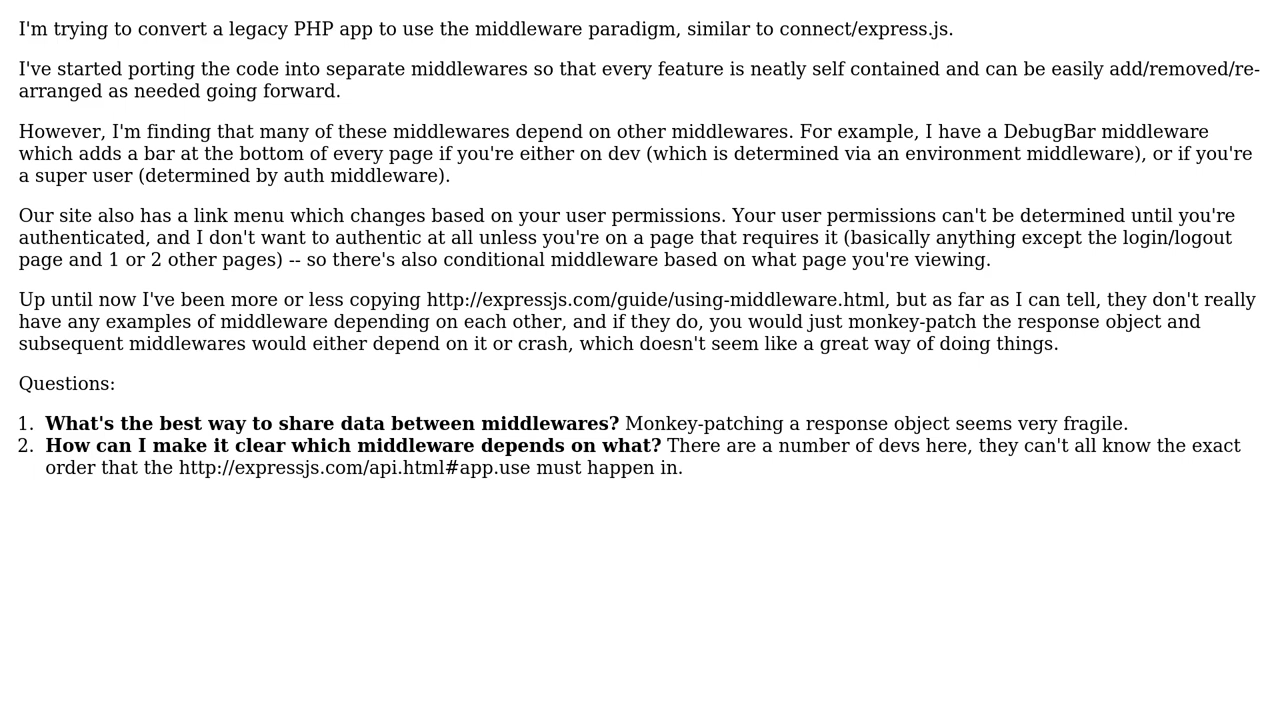 I'm trying to convert a legacy PHP app to use the middleware paradigm, similar to connect/express.js.
I've started porting the code into separate middlewares so that every feature is neatly self contained and can be easily add/removed/re-
arranged as needed going forward.
However, I'm finding that many of these middlewares depend on other middlewares. For example, I have a DebugBar middleware
which adds a bar at the bottom of every page if you're either on dev (which is determined via an environment middleware), or if you're
a super user (determined by auth middleware).
Our site also has a link menu which changes based on your user permissions. Your user permissions can't be determined until you're
authenticated, and I don't want to authentic at all unless you're on a page that requires it (basically anything except the login/logout
page and 1 or 2 other pages) -- so there's also conditional middleware based on what page you're viewing.
Up until now I've been more or less copying http://expressjs.com/guide/using-middleware.html, but as far as I can tell, they don't really
have any examples of middleware depending on each other, and if they do, you would just monkey-patch the response object and
subsequent middlewares would either depend on it or crash, which doesn't seem like a great way of doing things.
Questions:
1. What's the best way to share data between middlewares? Monkey-patching a response object seems very fragile.
2. How can I make it clear which middleware depends on what? There are a number of devs here, they can't all know the exact
order that the http://expressjs.com/api.html#app.use must happen in.